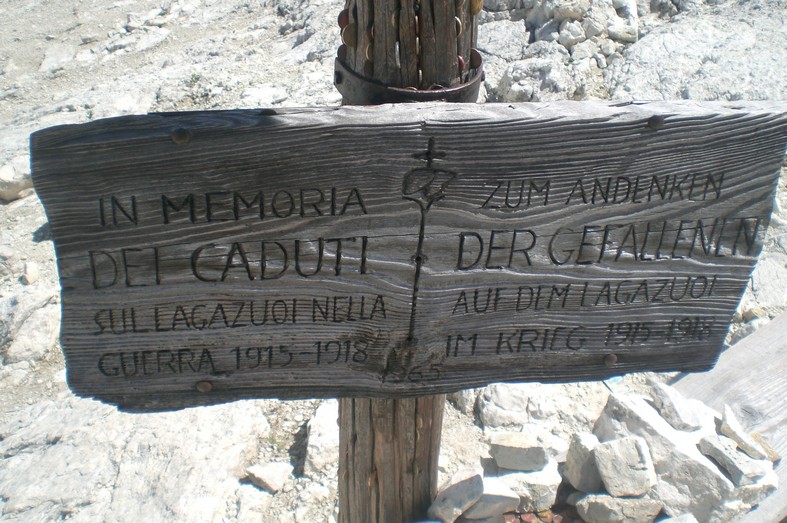 IN MEMORIA
DEI CADUTI
SUL LAGAZUOI NELLA
GUERRA 1915-1918
ZUM ANDENKEN
DER GEFALLENEN
AUF DEM LAGAZUOI
IM KRIEG 1915-1918
1965